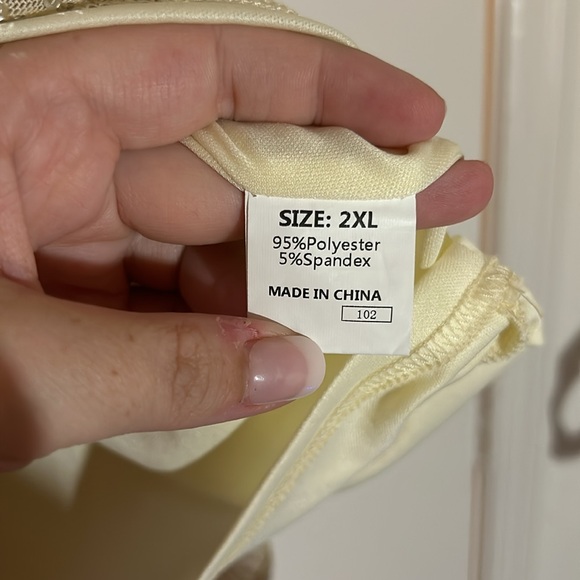 SIZE: 2XL
95%Polyester
5%Spandex
MADE IN CHINA
102